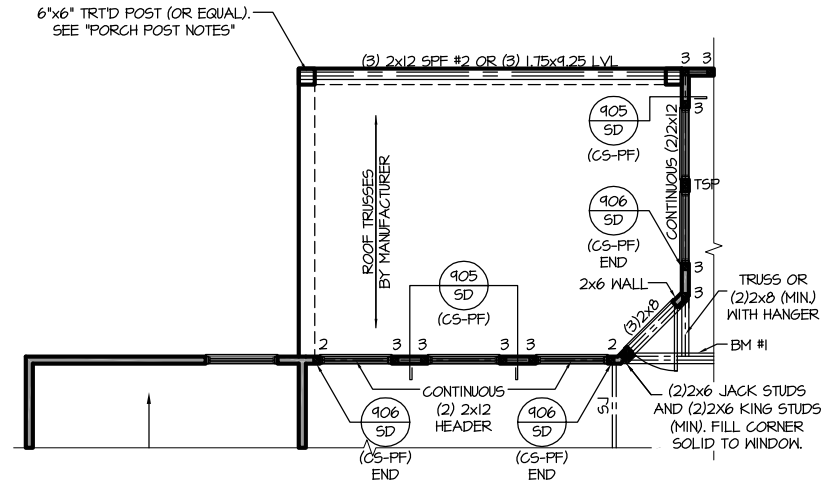 6"x6" TRT'D POST (OR EQUAL).
SEE "PORCH POST NOTES"
(3) 2x12 SPF #2 OR (3) 1.75x9.25 LVL
3 3
3
905
SD
(CS-PF)
CONTINUOUS (2)2x12
TSP
ROOF TRUSSES
BY MANUFACTURER
906
SD
(CS-PF)
END
3
3
2x6 WALL
905
SD
(CS-PF)
(3)2x8
TRUSS OR
(2)2x8 (MIN.)
WITH HANGER
BM #1
2
3 3
3 3
2
CONTINUOUS
(2) 2x12
HEADER
906
SD
(CS-PF)
END
906
SD
(CS-PF)
END
SJ
(2)2x6 JACK STUDS
AND (2)2x6 KING STUDS
(MIN). FILL CORNER
SOLID TO WINDOW.